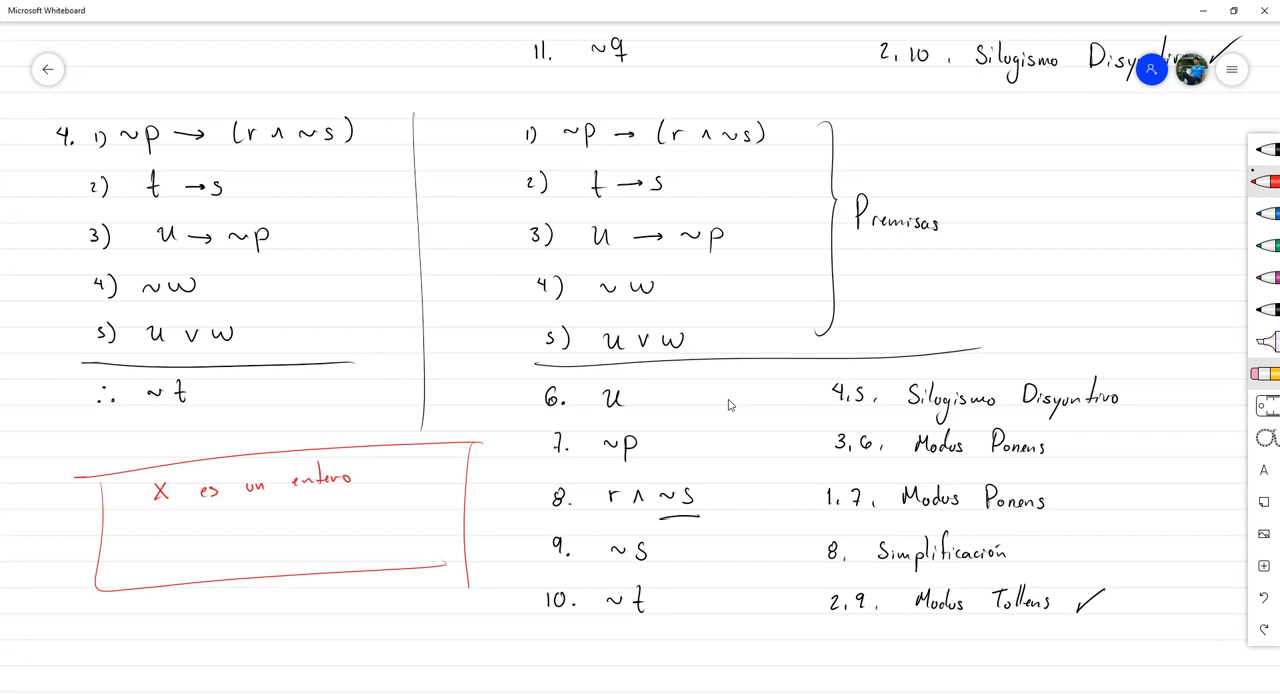 Microsoft Whiteboard
11. ~q 2, 10. Silogismo Disyuntivo ✓
4. 1) ~p → (r ∧ ~s)
2) t → s
3) u → ~p
4) ~w
5) u ∨ w
∴ ~t
x es un entero
1) ~p → (r ∧ ~s)
2) t → s
3) u → ~p
4) ~w
5) u ∨ w
Premisas
6. u 4,5. Silogismo Disyuntivo
7. ~p 3,6. Modus Ponens
8. r ∧ ~s 1,7. Modus Ponens
9. ~s 8. Simplificación
10. ~t 2,9. Modus Tollens ✓
A